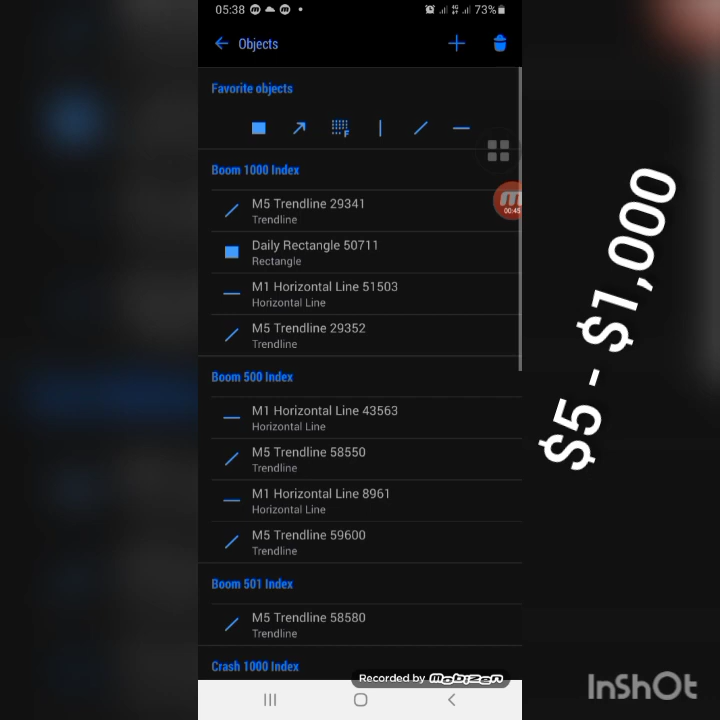 05:38
4G
73%
Objects
Favorite objects
F
Boom 1000 Index
M5 Trendline 29341
Trendline
00:45
Daily Rectangle 50711
Rectangle
M1 Horizontal Line 51503
Horizontal Line
M5 Trendline 29352
Trendline
Boom 500 Index
M1 Horizontal Line 43563
Horizontal Line
M5 Trendline 58550
Trendline
M1 Horizontal Line 8961
Horizontal Line
M5 Trendline 59600
Trendline
Boom 501 Index
M5 Trendline 58580
Trendline
Crash 1000 Index
Recorded by Mobizen
$5 - $1,000
InShOt